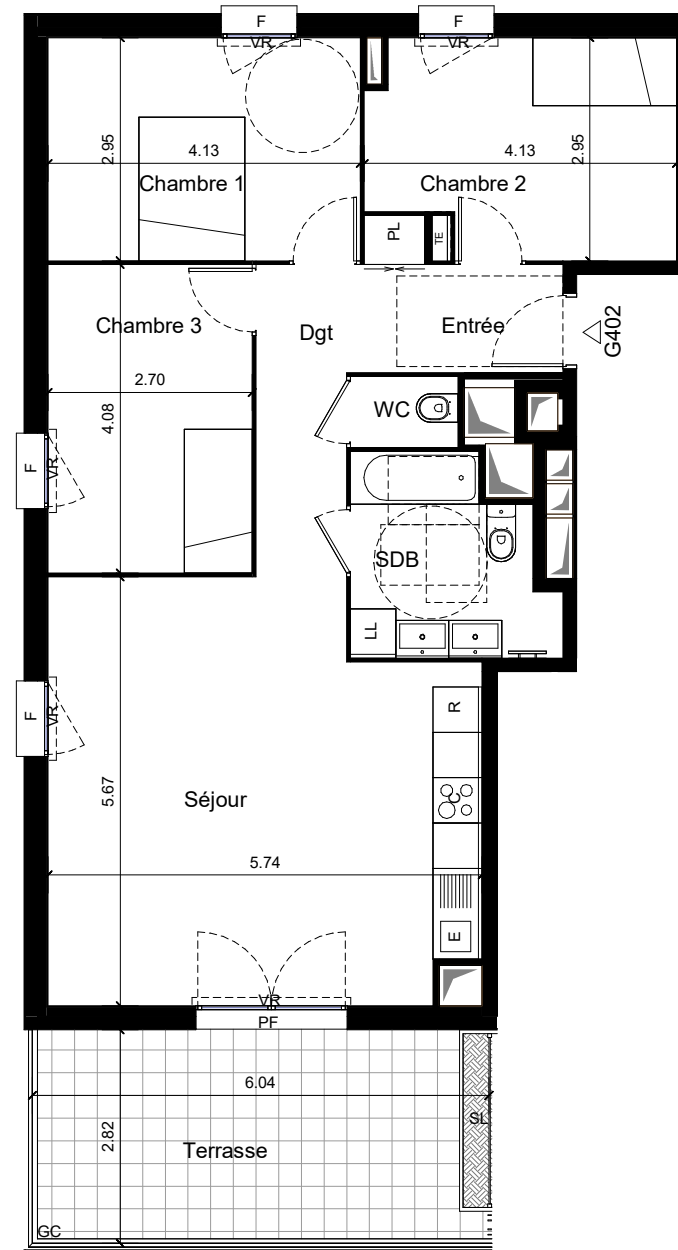 F
F
VR
VR
2.95
4.13
4.13
2.95
Chambre 1
Chambre 2
PL
TE
Chambre 3
Dgt
Entrée
G402
2.70
WC
4.08
F
VR
SDB
LL
F
VR
R
C
5.67
Séjour
5.74
E
VR
PF
6.04
SL
2.82
Terrasse
GC